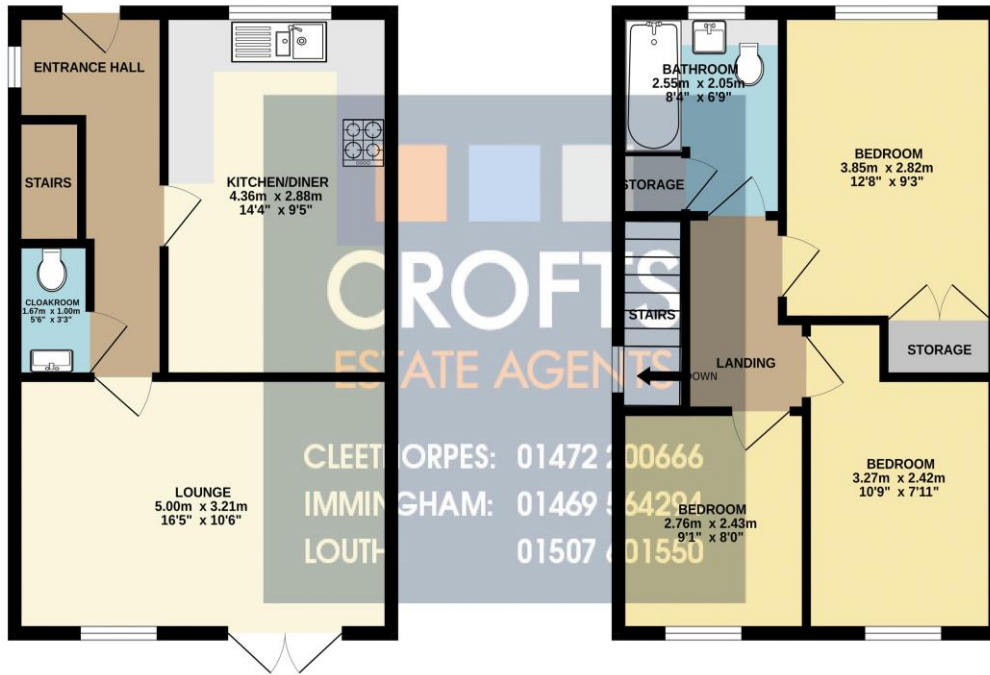 ENTRANCE HALL
STAIRS
CLOAKROOM
1.67m x 1.00m
5'6" x 3'3"
KITCHEN/DINER
4.36m x 2.88m
14'4" x 9'5"
LOUNGE
5.00m x 3.21m
16'5" x 10'6"
BATHROOM
2.55m x 2.05m
8'4" x 6'9"
STORAGE
BEDROOM
3.85m x 2.82m
12'8" x 9'3"
STORAGE
STAIRS
DOWN
LANDING
BEDROOM
2.76m x 2.43m
9'1" x 8'0"
BEDROOM
3.27m x 2.42m
10'9" x 7'11"
CROFTS
ESTATE AGENTS
CLEETHORPES: 01472 200666
IMMINGHAM: 01469 564294
LOUTH: 01507 601550